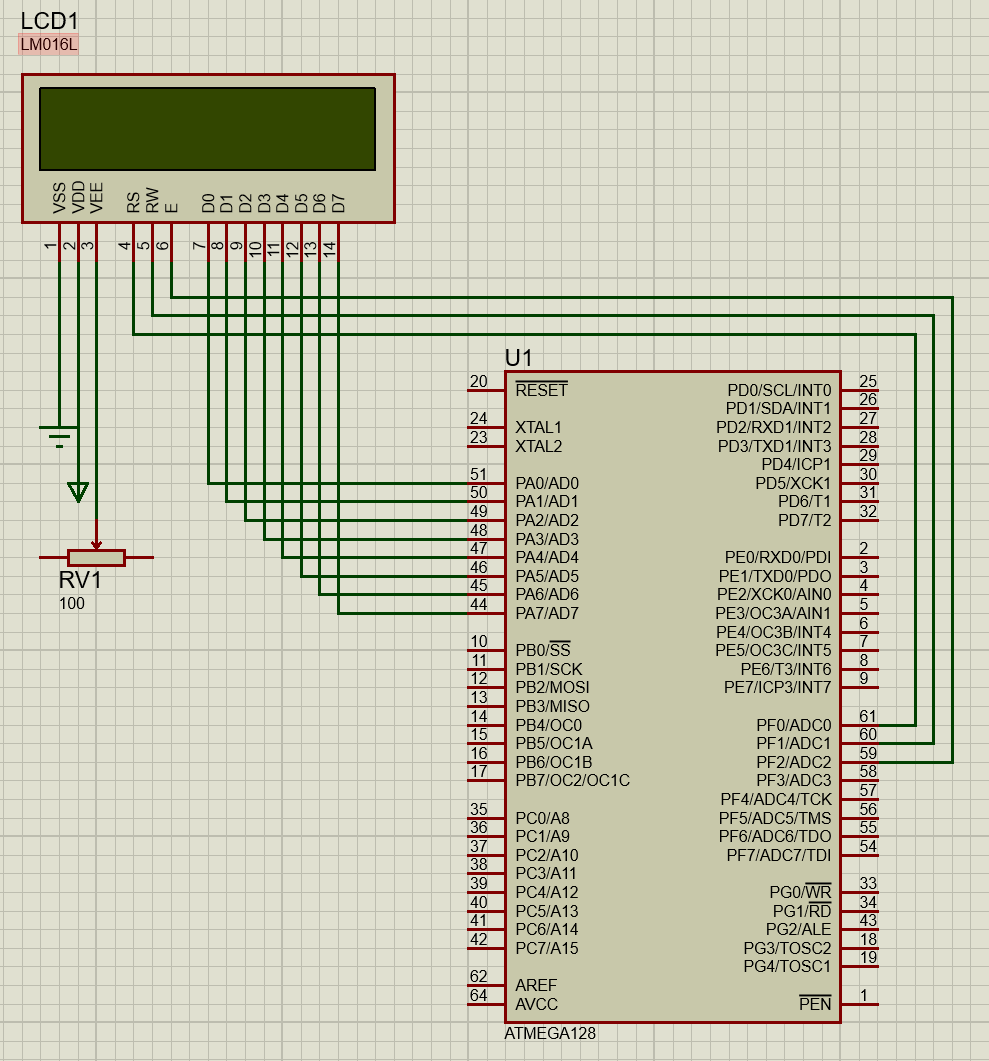 LCD1
LM016L
VSS
VDD
VEE
RS
RW
E
D0
D1
D2
D3
D4
D5
D6
D7
1
2
3
4
5
6
7
8
9
10
11
12
13
14
RV1
100
U1
20 RESET PD0/SCL/INT0 25
PD1/SDA/INT1 26
24 XTAL1 PD2/RXD1/INT2 27
23 XTAL2 PD3/TXD1/INT3 28
PD4/ICP1 29
51 PA0/AD0 PD5/XCK1 30
50 PA1/AD1 PD6/T1 31
49 PA2/AD2 PD7/T2 32
48 PA3/AD3
47 PA4/AD4 PE0/RXD0/PDI 2
46 PA5/AD5 PE1/TXD0/PDO 3
45 PA6/AD6 PE2/XCK0/AIN0 4
44 PA7/AD7 PE3/OC3A/AIN1 5
PE4/OC3B/INT4 6
10 PB0/SS PE5/OC3C/INT5 7
11 PB1/SCK PE6/T3/INT6 8
12 PB2/MOSI PE7/ICP3/INT7 9
13 PB3/MISO
14 PB4/OC0 PF0/ADC0 61
15 PB5/OC1A PF1/ADC1 60
16 PB6/OC1B PF2/ADC2 59
17 PB7/OC2/OC1C PF3/ADC3 58
PF4/ADC4/TCK 57
35 PC0/A8 PF5/ADC5/TMS 56
36 PC1/A9 PF6/ADC6/TDO 55
37 PC2/A10 PF7/ADC7/TDI 54
38 PC3/A11
39 PC4/A12 PG0/WR 33
40 PC5/A13 PG1/RD 34
41 PC6/A14 PG2/ALE 43
42 PC7/A15 PG3/TOSC2 18
PG4/TOSC1 19
62 AREF
64 AVCC PEN 1
ATMEGA128